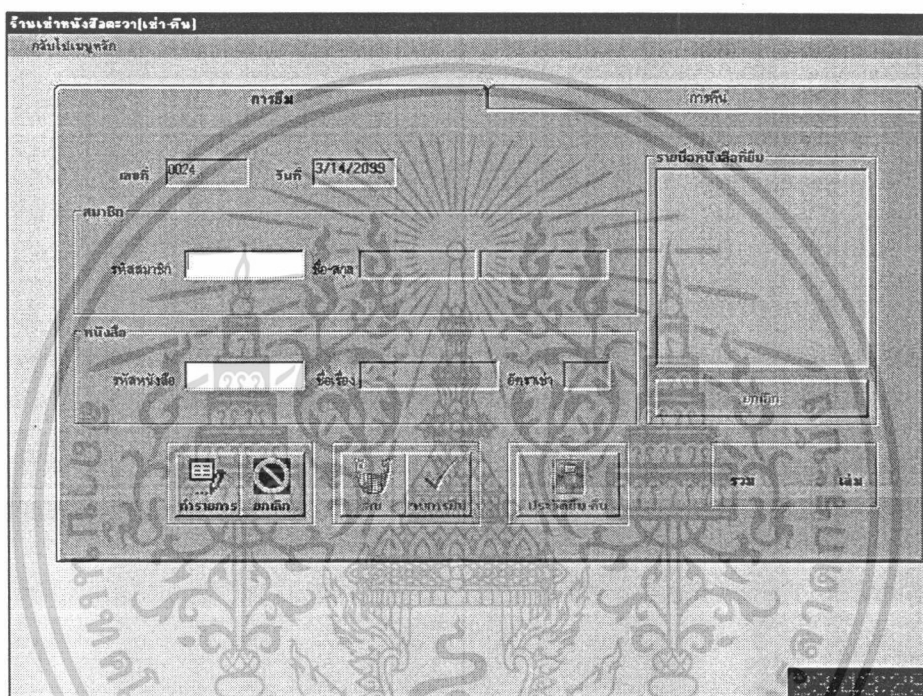 ร้านเช่าหนังสือตะวา[เช่า-คืน]
กลับไปเมนูหลัก
การยืม
การคืน
เลขที่ 0024 วันที่ 3/14/2099
รายชื่อหนังสือที่ยืม
สมาชิก
รหัสสมาชิก ชื่อ-สกุล
หนังสือ
รหัสหนังสือ ชื่อเรื่อง อัตราเช่า
ยกเลิก
ทำรายการ ยกเลิก ประวัติยืม-คืน
รวม เล่ม